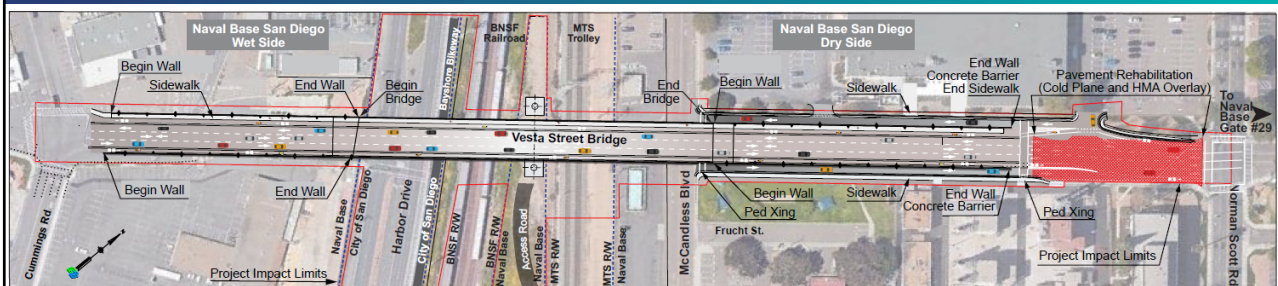 Naval Base San Diego
Wet Side
BNSF
Railroad
MTS
Trolley
Naval Base San Diego
Dry Side
Bayshore Bikeway
Begin Wall
Sidewalk
End Wall
Begin
Bridge
End
Bridge
Begin Wall
Sidewalk
End Wall
Concrete Barrier
End Sidewalk
Pavement Rehabilitation
(Cold Plane and HMA Overlay)
To
Naval
Base
Gate #29
Vesta Street Bridge
Begin Wall
End Wall
Cummings Rd
Naval Base
City of San Diego
Harbor Drive
City of San Diego
BNSF R/W
BNSF R/W
Naval Base
Access Road
Naval Base
MTS R/W
MTS R/W
Naval Base
McCandless Blvd
Begin Wall
Ped Xing
Frucht St.
Sidewalk
End Wall
Concrete Barrier
Ped Xing
Project Impact Limits
Project Impact Limits
Norman Scott Rd